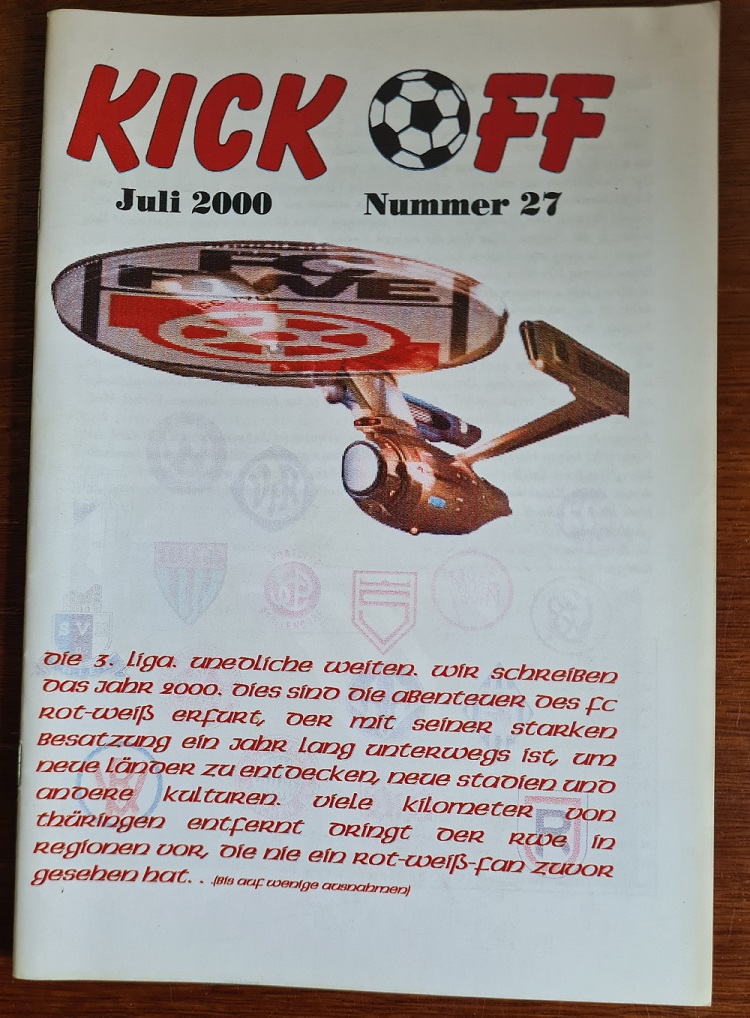 KICK OFF
Juli 2000 Nummer 27
FC
RWE
die 3. Liga. unedliche weiten. wir schreiben
das Jahr 2000. dies sind die abenteuer des fc
rot-weiß erfurt, der mit seiner starken
besatzung ein jahr lang unterwegs ist, um
neue länder zu entdecken, neue stadien und
andere kulturen. viele kilometer von
thüringen entfernt dringt der rwe in
regionen vor, die nie ein rot-weiß-fan zuvor
gesehen hat. . .(bis auf wenige ausnahmen)